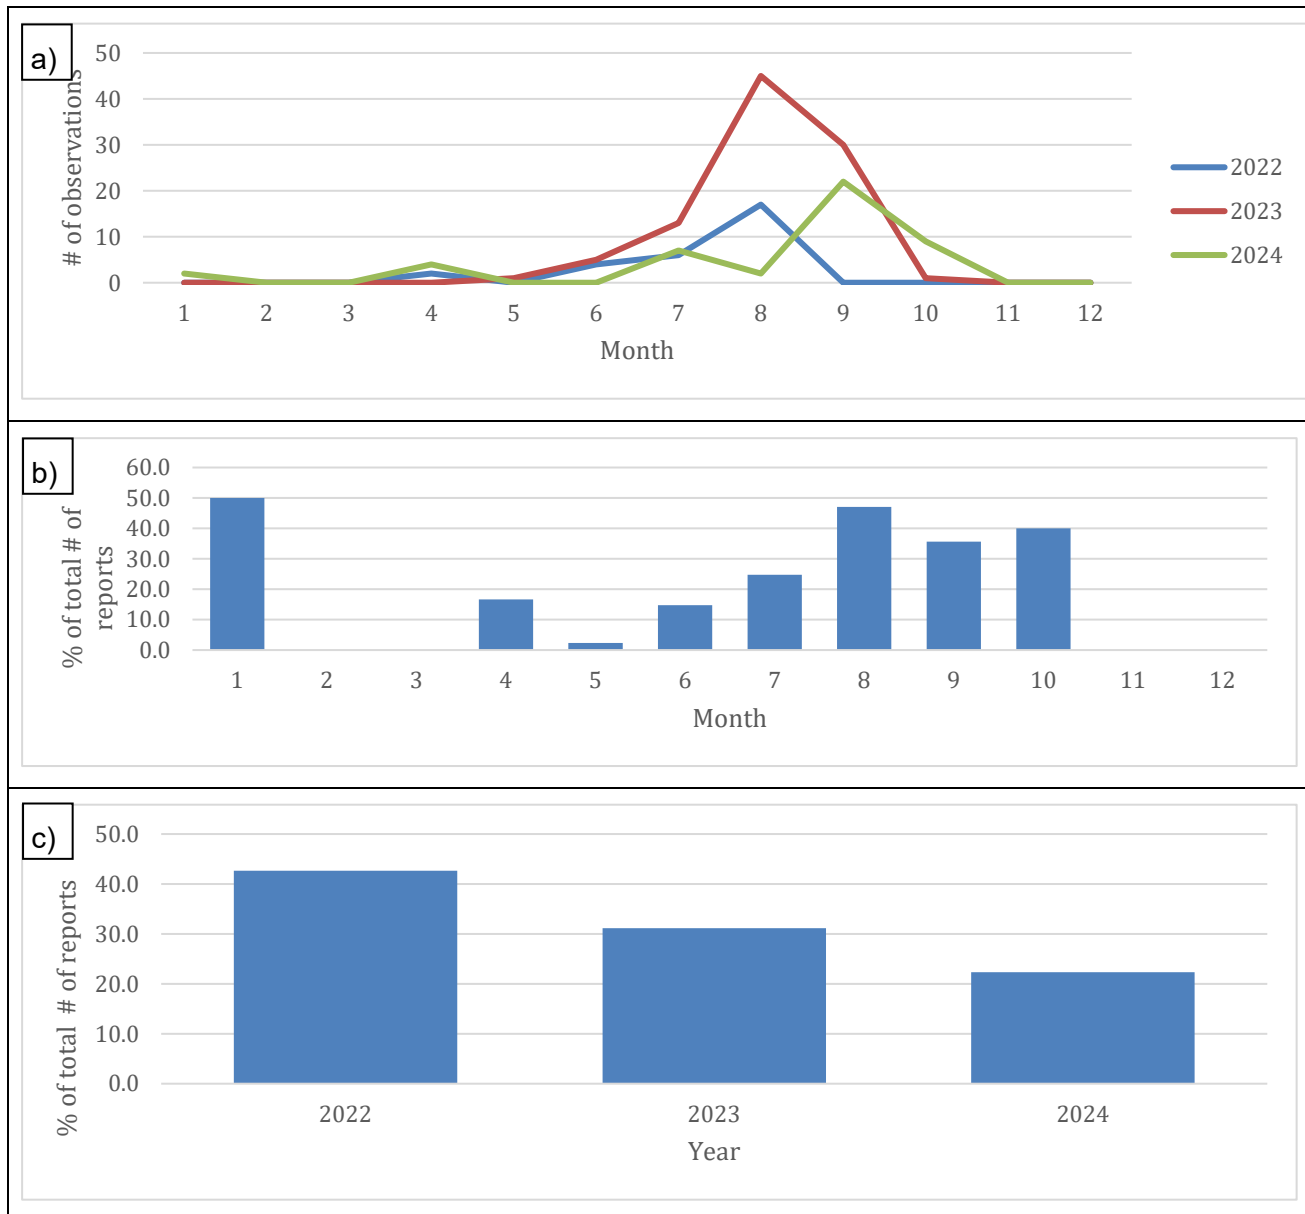 a)
# of observations
50
40
30
20
10
0
1 2 3 4 5 6 7 8 9 10 11 12
Month
2022
2023
2024
b)
% of total # of
reports
60.0
50.0
40.0
30.0
20.0
10.0
0.0
1 2 3 4 5 6 7 8 9 10 11 12
Month
c)
% of total # of reports
50.0
40.0
30.0
20.0
10.0
0.0
2022 2023 2024
Year